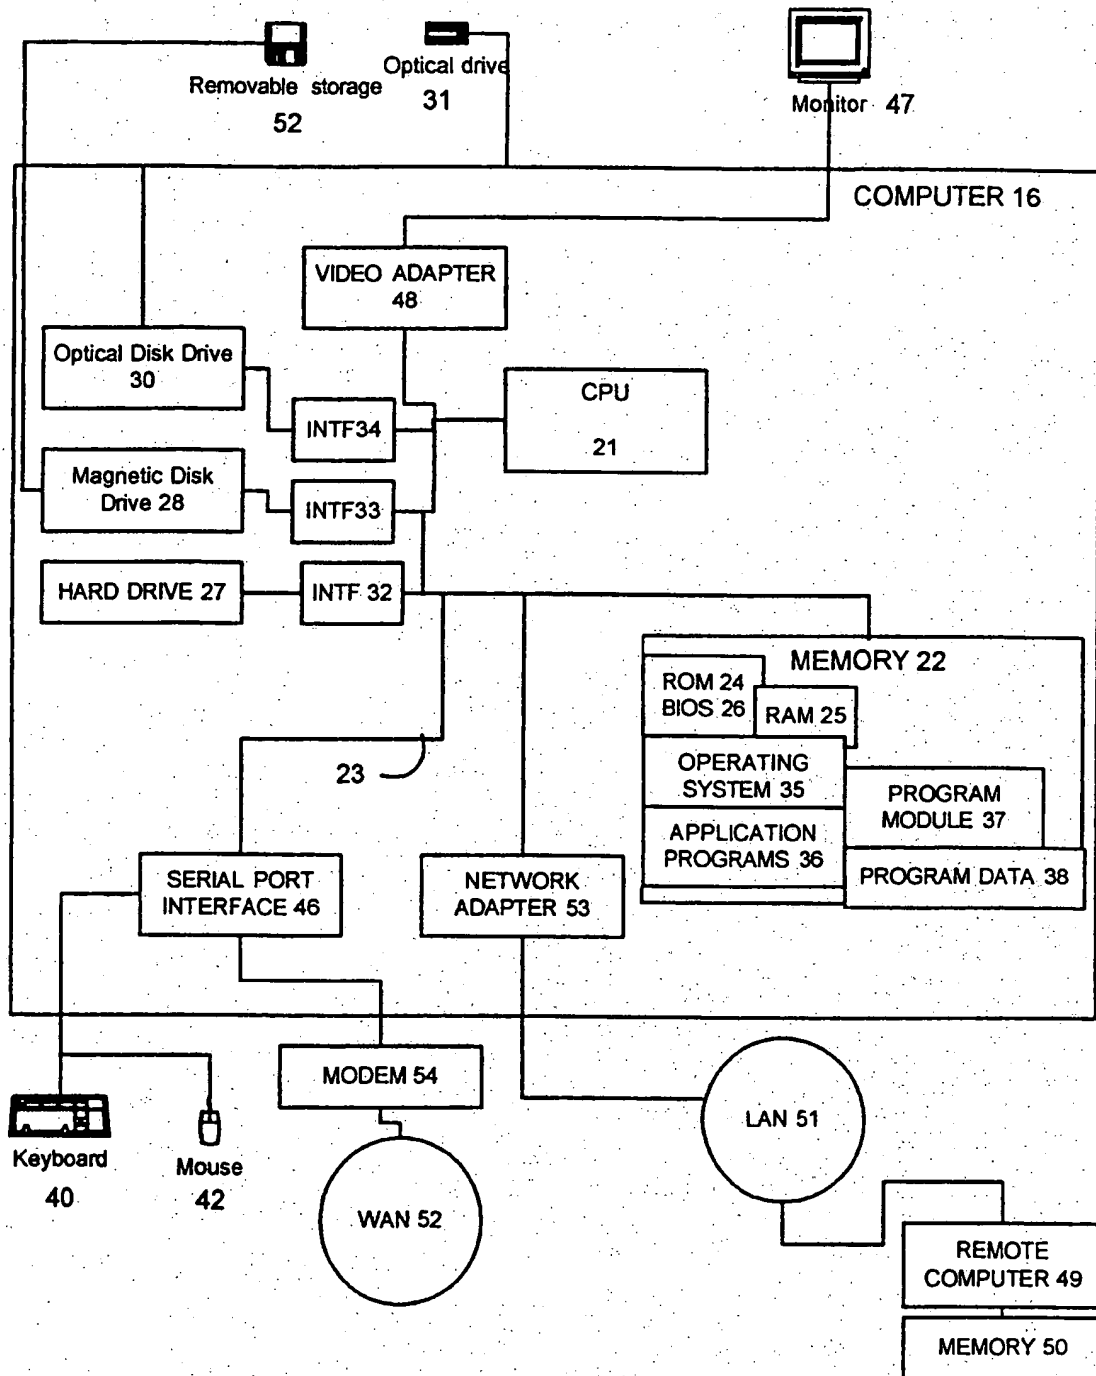 Removable storage
52
Optical drive
31
Monitor 47
COMPUTER 16
VIDEO ADAPTER
48
Optical Disk Drive
30
CPU
21
INTF34
Magnetic Disk
Drive 28
INTF33
HARD DRIVE 27
INTF 32
MEMORY 22
ROM 24
BIOS 26
RAM 25
OPERATING
SYSTEM 35
PROGRAM
MODULE 37
APPLICATION
PROGRAMS 36
PROGRAM DATA 38
23
SERIAL PORT
INTERFACE 46
NETWORK
ADAPTER 53
MODEM 54
LAN 51
Keyboard
40
Mouse
42
WAN 52
REMOTE
COMPUTER 49
MEMORY 50